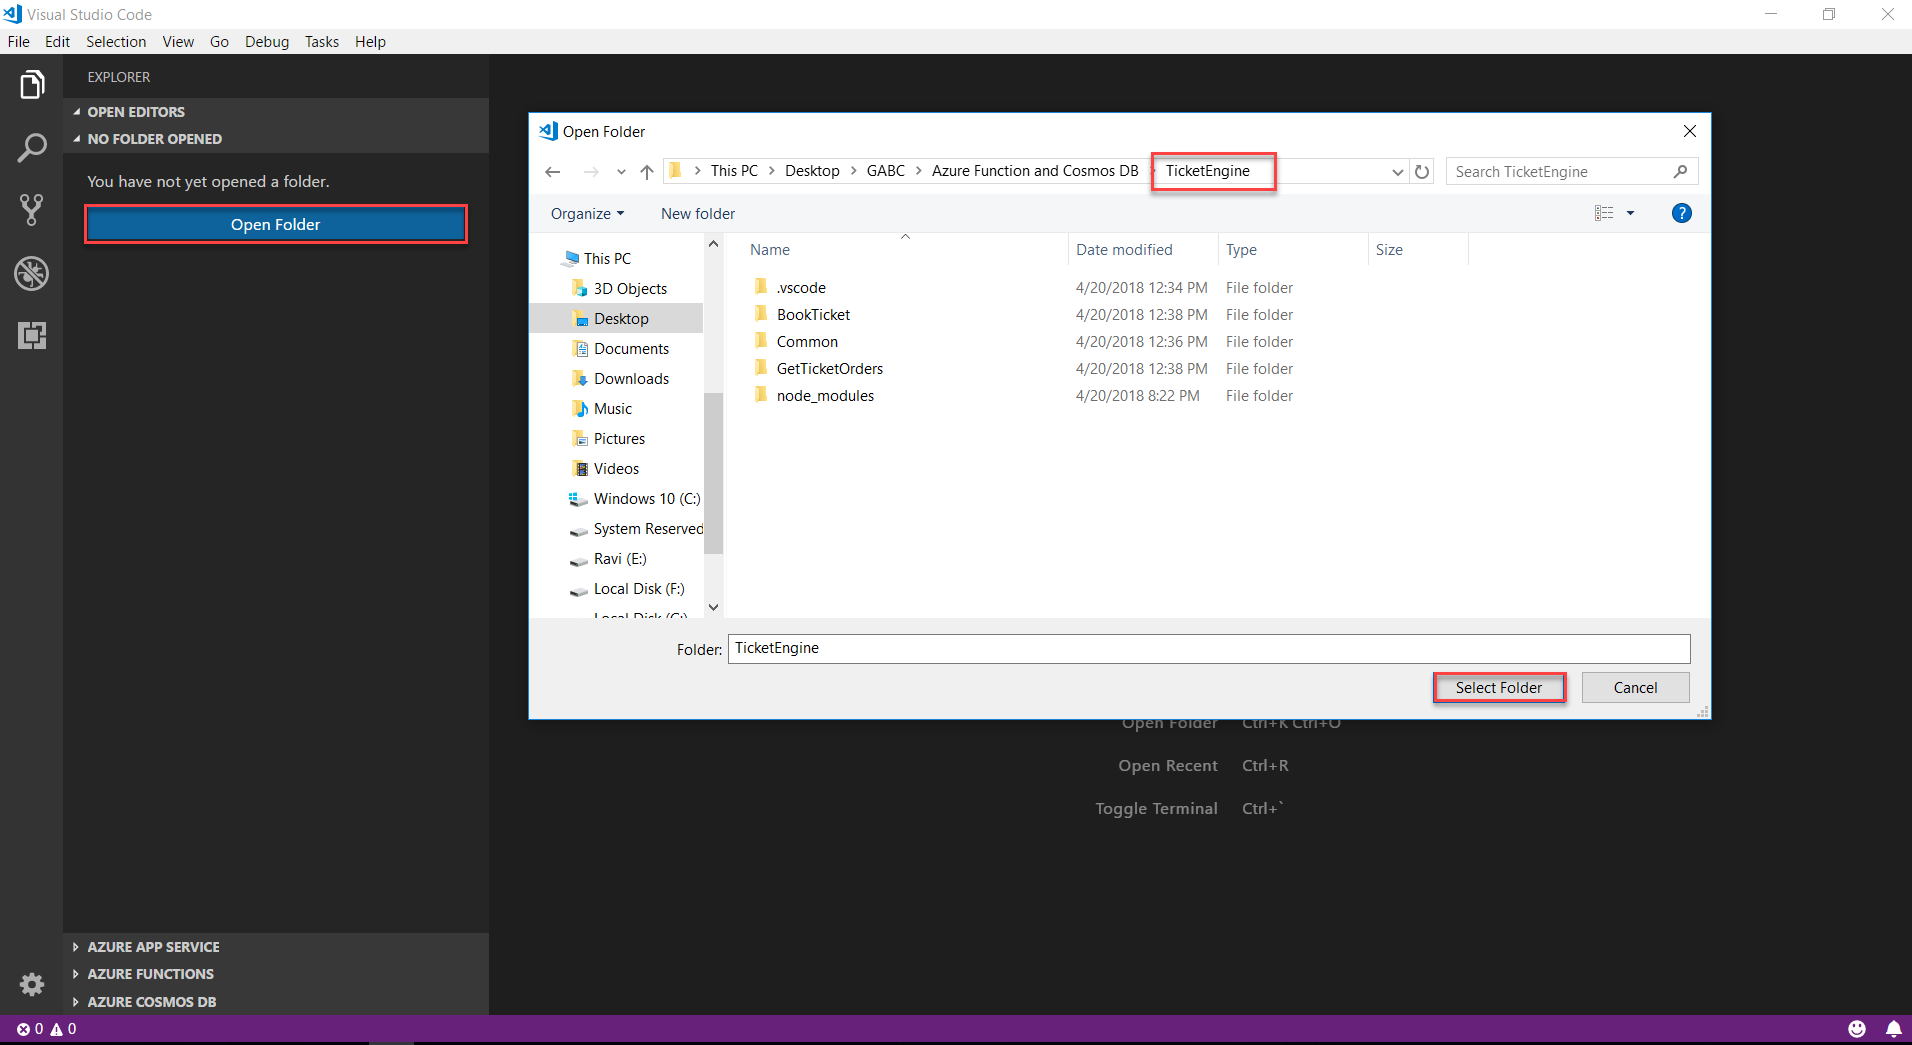 Visual Studio Code
File Edit Selection View Go Debug Tasks Help
EXPLORER
OPEN EDITORS
NO FOLDER OPENED
You have not yet opened a folder.
Open Folder
Open Folder
This PC > Desktop > GABC > Azure Function and Cosmos DB > TicketEngine
Search TicketEngine
Organize New folder
?
This PC
3D Objects
Desktop
Documents
Downloads
Music
Pictures
Videos
Windows 10 (C:)
System Reserved
Ravi (E:)
Local Disk (F:)
Local Disk (G:)
Name Date modified Type Size
.vscode 4/20/2018 12:34 PM File folder
BookTicket 4/20/2018 12:38 PM File folder
Common 4/20/2018 12:36 PM File folder
GetTicketOrders 4/20/2018 12:38 PM File folder
node_modules 4/20/2018 8:22 PM File folder
Folder: TicketEngine
Select Folder Cancel
Open Folder Ctrl+K Ctrl+O
Open Recent Ctrl+R
Toggle Terminal Ctrl+`
AZURE APP SERVICE
AZURE FUNCTIONS
AZURE COSMOS DB
0 0